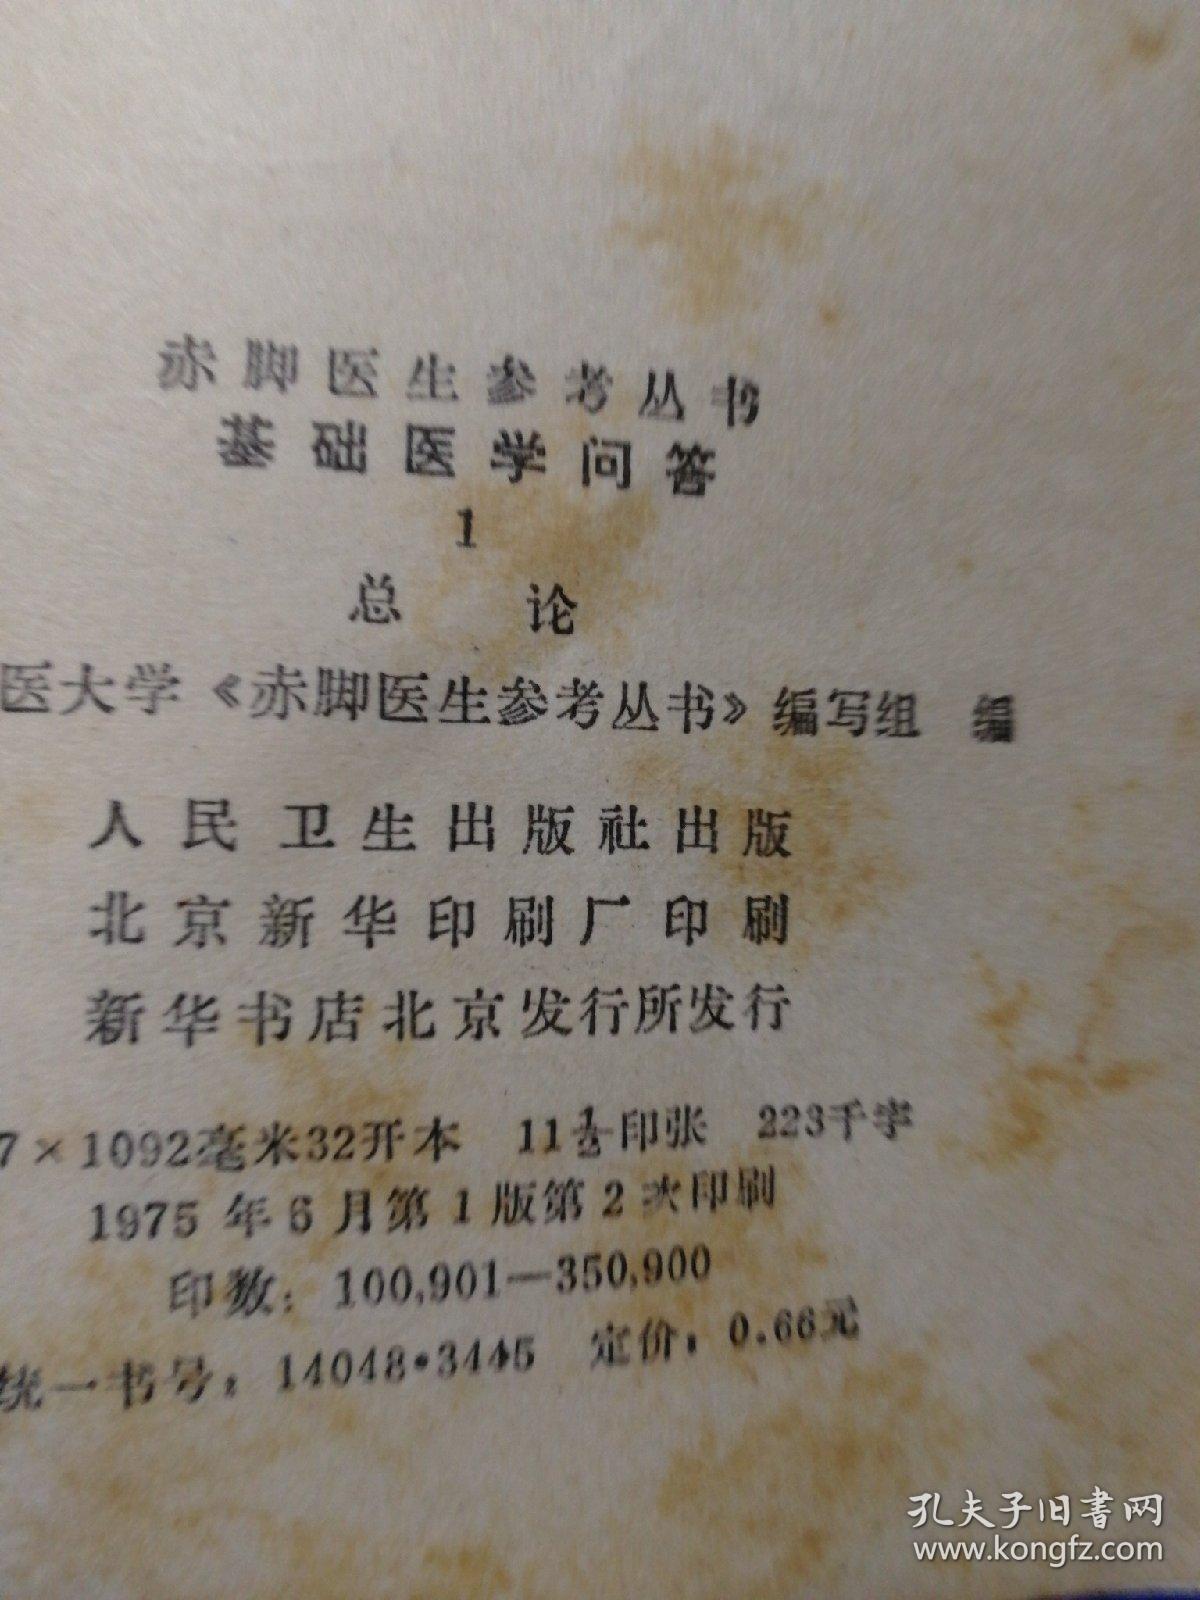 赤脚医生参考丛书
基础医学问答
1
总 论
医大学《赤脚医生参考丛书》编写组 编
人民卫生出版社出版
北京新华印刷厂印刷
新华书店北京发行所发行
7×1092毫米32开本 11½印张 223千字
1975年6月第1版第2次印刷
印数：100,901—350,900
统一书号：14048·3445 定价：0.66元
孔夫子旧书网
www.kongfz.com